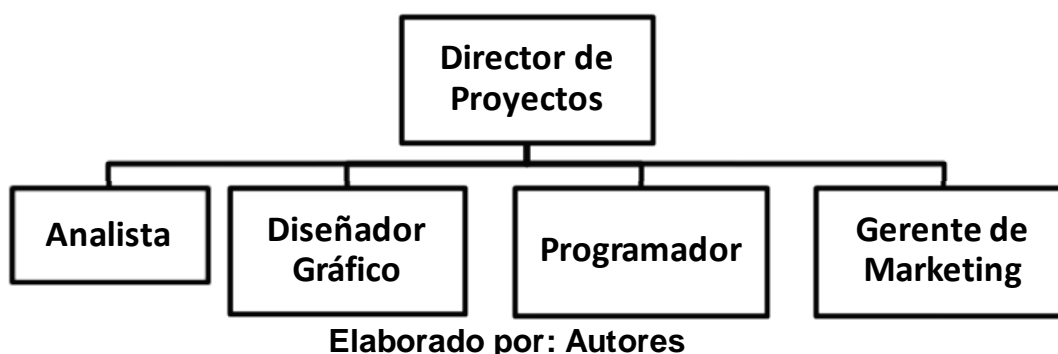 Director de
Proyectos
Analista
Diseñador
Gráfico
Programador
Gerente de
Marketing
Elaborado por: Autores